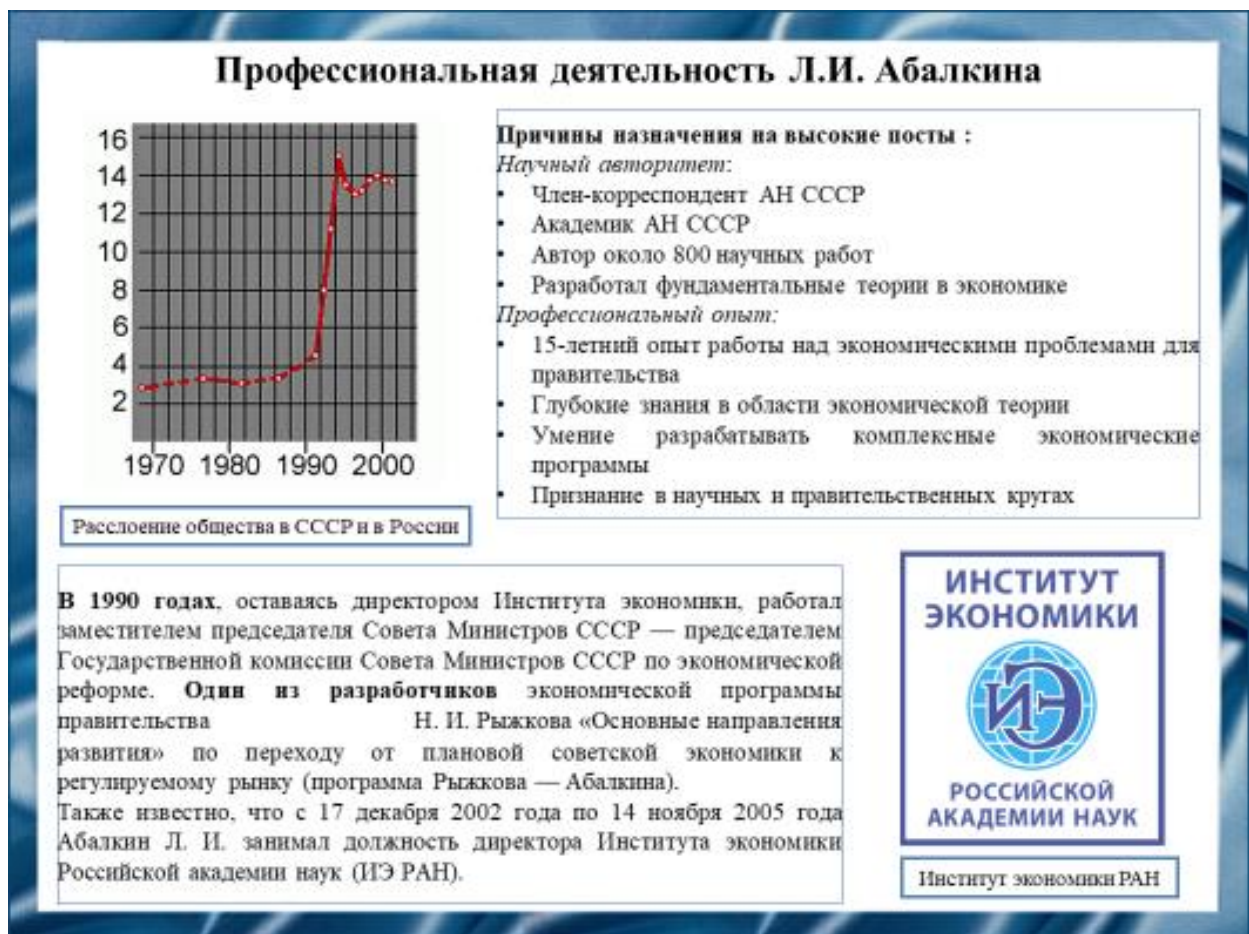 Профессиональная деятельность Л.И. Абалкина
16
14
12
10
8
6
4
2
1970 1980 1990 2000
Расслоение общества в СССР и в России
Причины назначения на высокие посты :
Научный авторитет:
• Член-корреспондент АН СССР
• Академик АН СССР
• Автор около 800 научных работ
• Разработал фундаментальные теории в экономике
Профессиональный опыт:
• 15-летний опыт работы над экономическими проблемами для
правительства
• Глубокие знания в области экономической теории
• Умение разрабатывать комплексные экономические
программы
• Признание в научных и правительственных кругах
В 1990 годах, оставаясь директором Института экономики, работал
заместителем председателя Совета Министров СССР — председателем
Государственной комиссии Совета Министров СССР по экономической
реформе. Один из разработчиков экономической программы
правительства Н. И. Рыжкова «Основные направления
развития» по переходу от плановой советской экономики к
регулируемому рынку (программа Рыжкова — Абалкина).
Также известно, что с 17 декабря 2002 года по 14 ноября 2005 года
Абалкин Л. И. занимал должность директора Института экономики
Российской академии наук (ИЭ РАН).
ИНСТИТУТ
ЭКОНОМИКИ
ИЭ
РОССИЙСКОЙ
АКАДЕМИИ НАУК
Институт экономики РАН